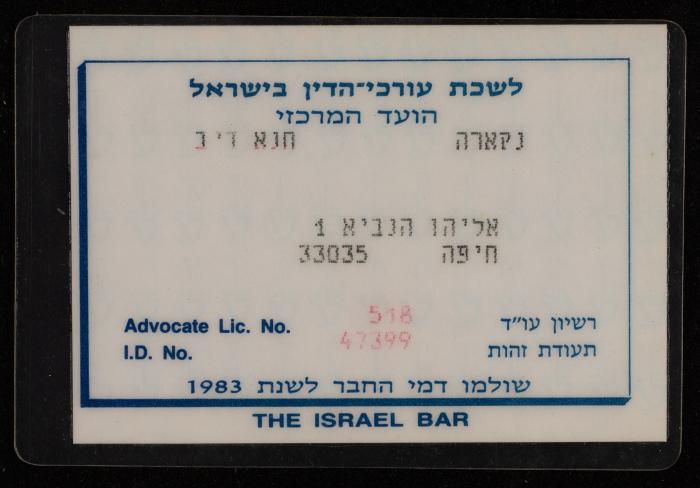 לשכת עורכי־הדין בישראל
הועד המרכזי
נקארה חנא דיב
אליהו הנביא 1
חיפה 33035
Advocate Lic. No. 518 רשיון עו״ד
I.D. No. 47399 תעודת זהות
שולמו דמי החבר לשנת 1983
THE ISRAEL BAR